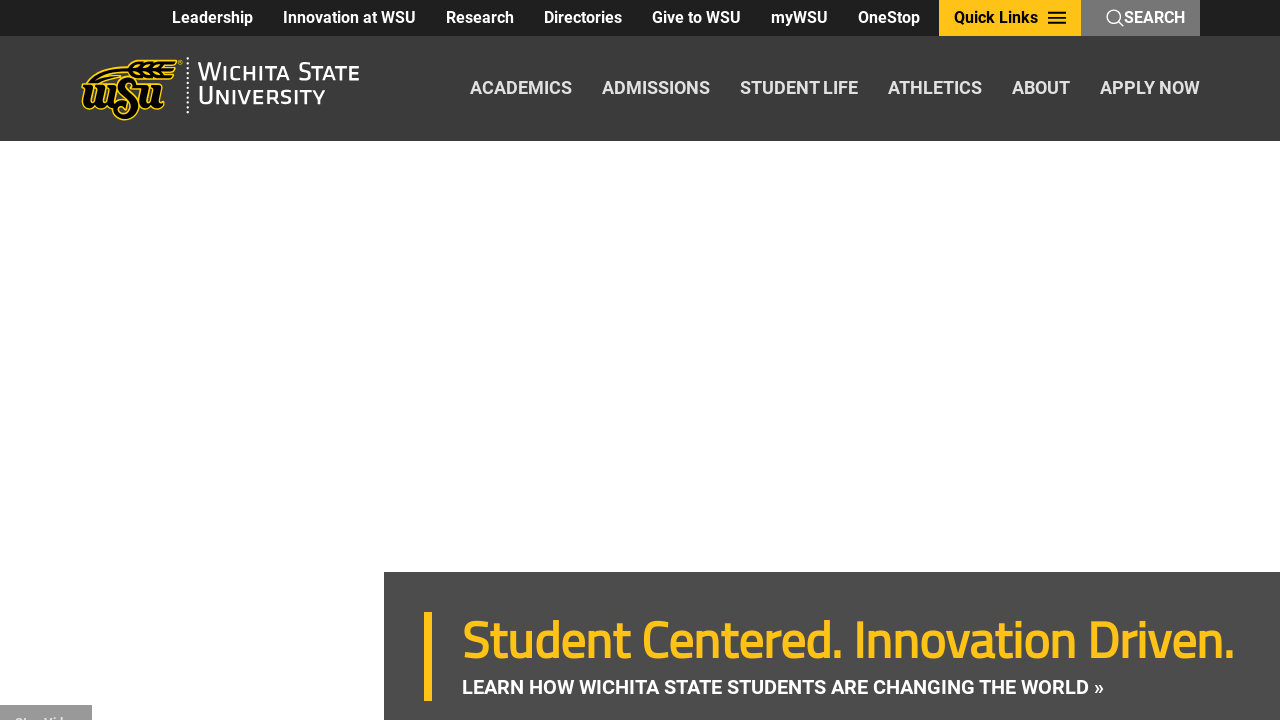 Leadership Innovation at WSU Research Directories Give to WSU myWSU OneStop Quick Links SEARCH
WSU
Wichita State
University
ACADEMICS ADMISSIONS STUDENT LIFE ATHLETICS ABOUT APPLY NOW
Student Centered. Innovation Driven.
LEARN HOW WICHITA STATE STUDENTS ARE CHANGING THE WORLD »